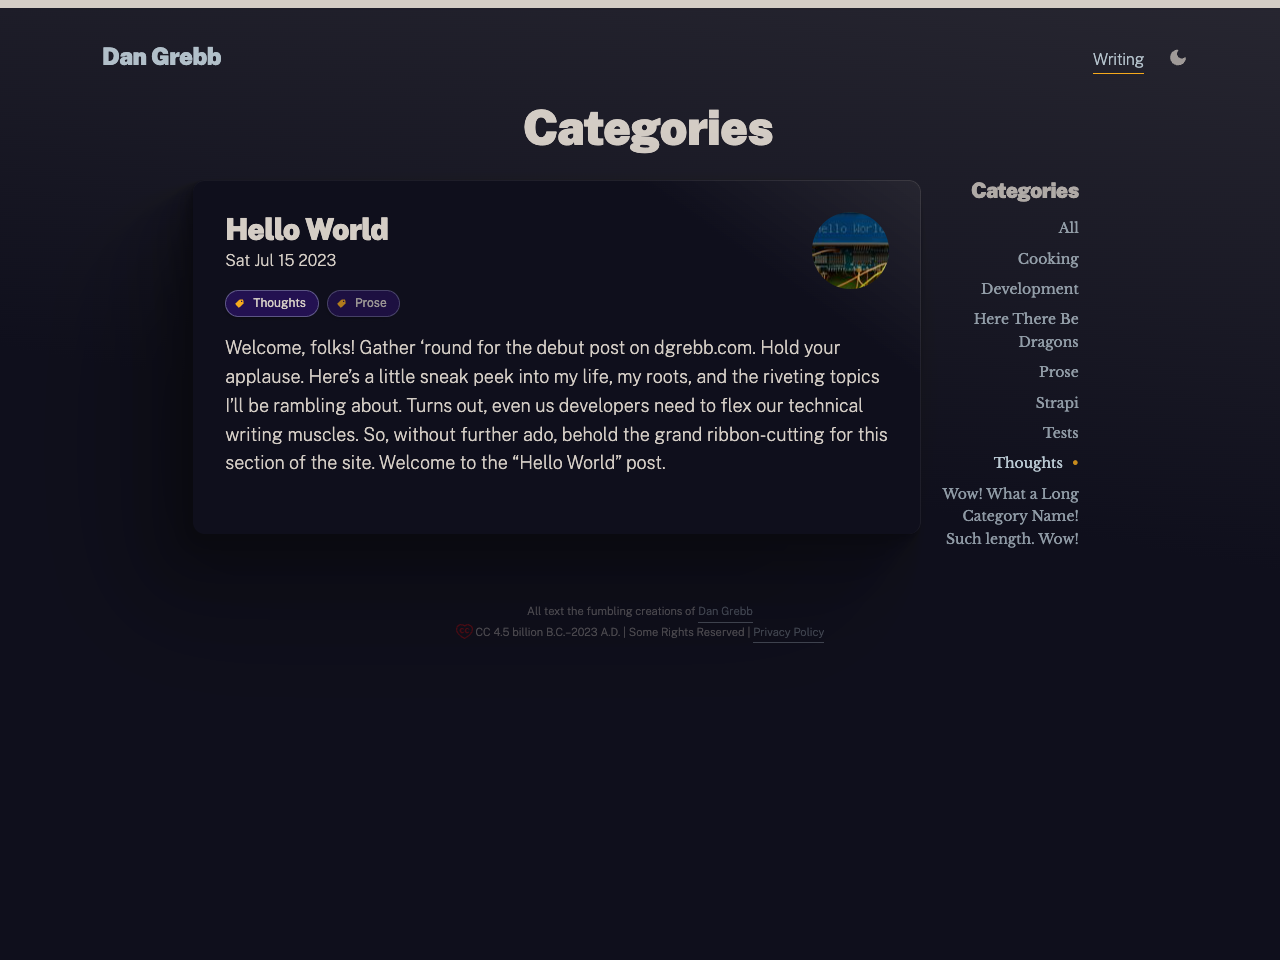 Dan Grebb
Writing
Categories
Hello World
Sat Jul 15 2023
Thoughts
Prose
Welcome, folks! Gather ‘round for the debut post on dgrebb.com. Hold your
applause. Here’s a little sneak peek into my life, my roots, and the riveting topics
I’ll be rambling about. Turns out, even us developers need to flex our technical
writing muscles. So, without further ado, behold the grand ribbon-cutting for this
section of the site. Welcome to the “Hello World” post.
Categories
All
Cooking
Development
Here There Be
Dragons
Prose
Strapi
Tests
Thoughts •
Wow! What a Long
Category Name!
Such length. Wow!
All text the fumbling creations of Dan Grebb
CC 4.5 billion B.C.–2023 A.D. | Some Rights Reserved | Privacy Policy